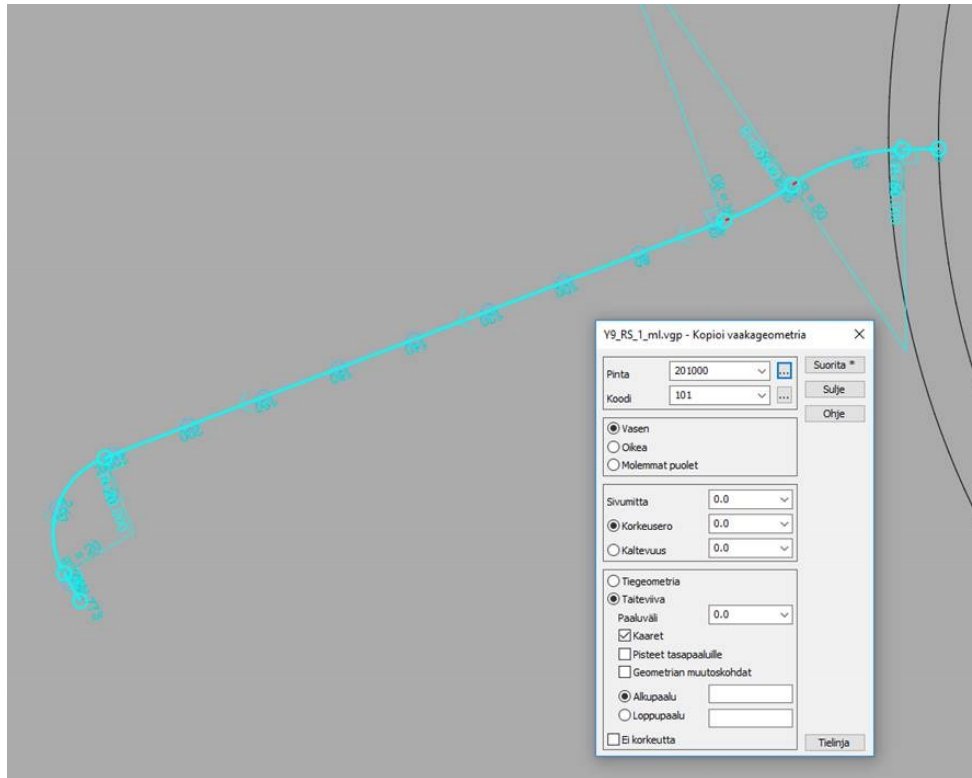 Y9_RS_1_ml.vgp - Kopioi vaakageometria
Pinta 201000 ... Suorita *
Koodi 101 ... Sulje
Ohje
Vasen
Oikea
Molemmat puolet
Sivumitta 0.0
Korkeusero 0.0
Kaltevuus 0.0
Tiegeometria
Taiteviiva
Paaluväli 0.0
Kaaret
Pisteet tasapaaluille
Geometrian muutoskohdat
Alkupaalu
Loppupaalu
Ei korkeutta Tielinja